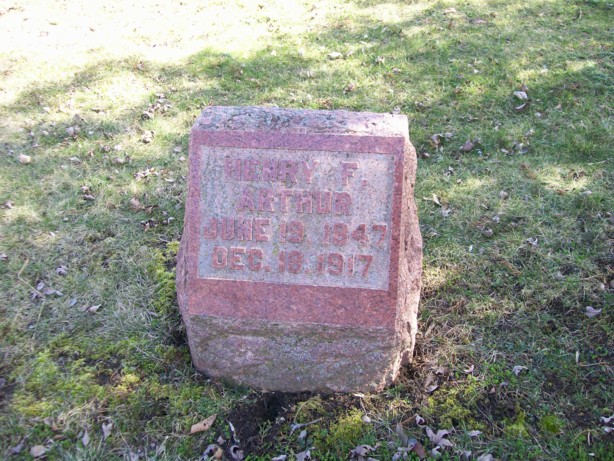 HENRY F.
ARTHUR
JUNE 19 1847
DEC. 18. 1917